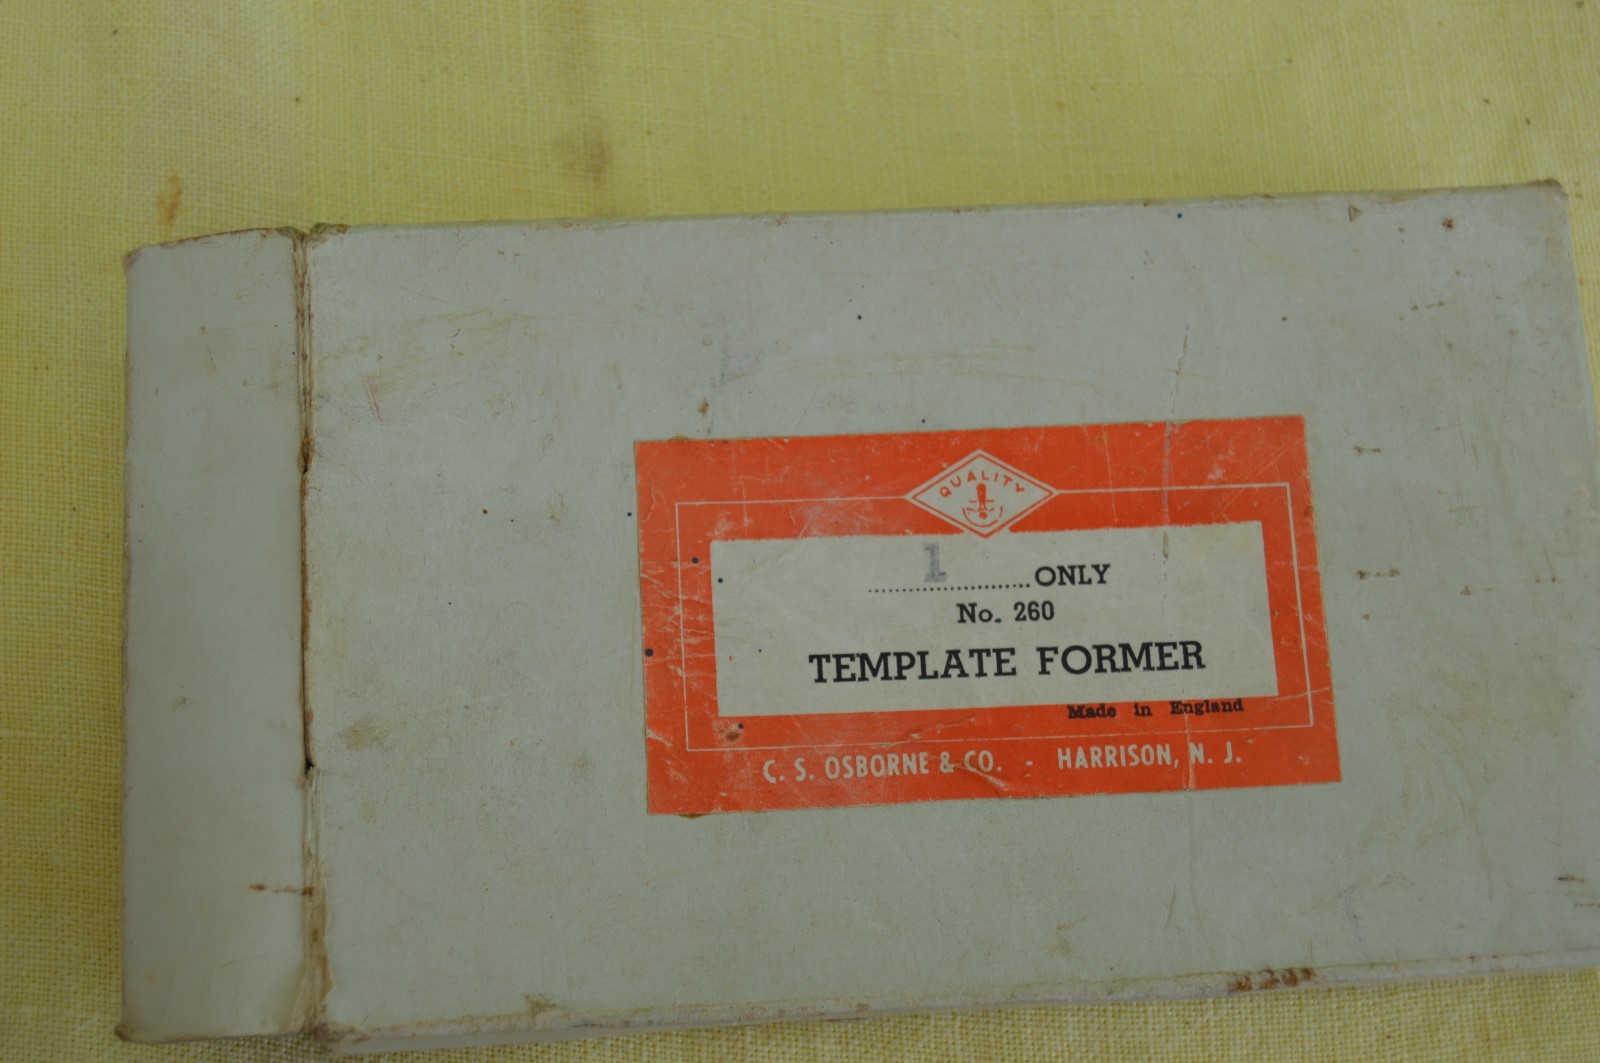 QUALITY
1 ONLY
No. 260
TEMPLATE FORMER
Made in England
C. S. OSBORNE & CO. - HARRISON, N. J.